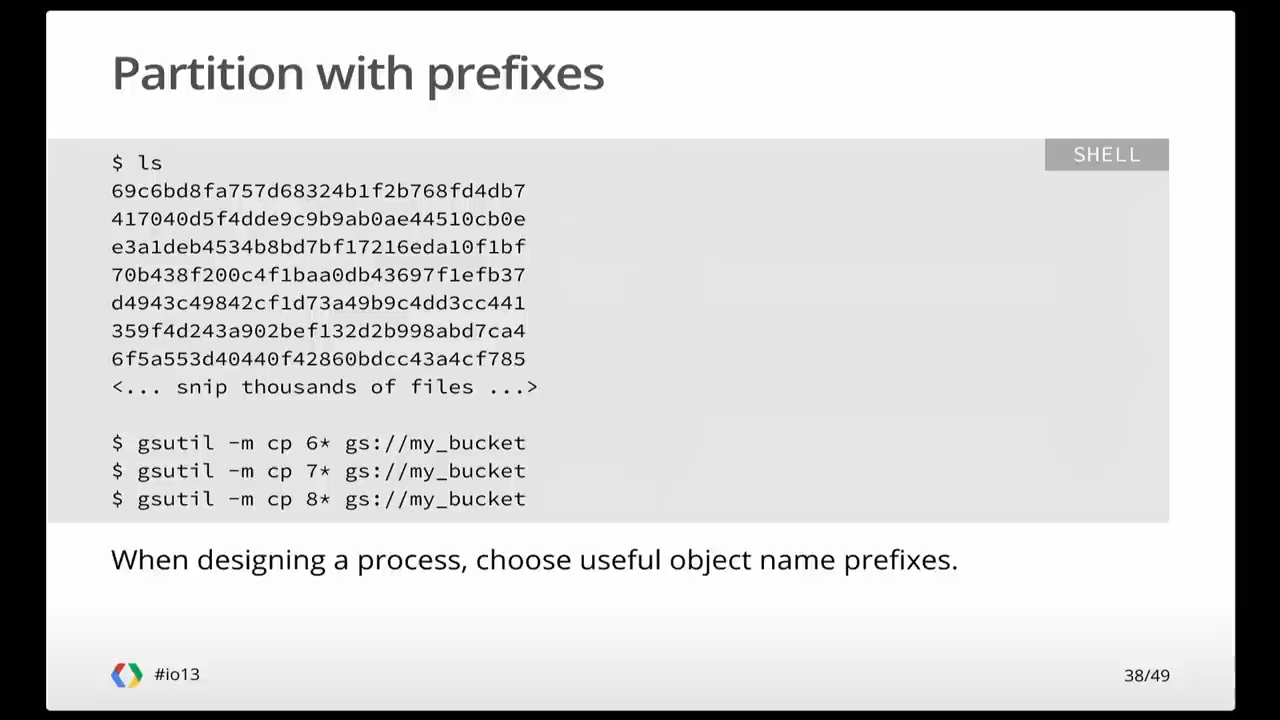 Partition with prefixes
SHELL
$ ls
69c6bd8fa757d68324b1f2b768fd4db7
417040d5f4dde9c9b9ab0ae44510cb0e
e3a1deb4534b8bd7bf17216eda10f1bf
70b438f200c4f1baa0db43697f1efb37
d4943c49842cf1d73a49b9c4dd3cc441
359f4d243a902bef132d2b998abd7ca4
6f5a553d40440f42860bdcc43a4cf785
<... snip thousands of files ...>
$ gsutil -m cp 6* gs://my_bucket
$ gsutil -m cp 7* gs://my_bucket
$ gsutil -m cp 8* gs://my_bucket
When designing a process, choose useful object name prefixes.
#io13
38/49